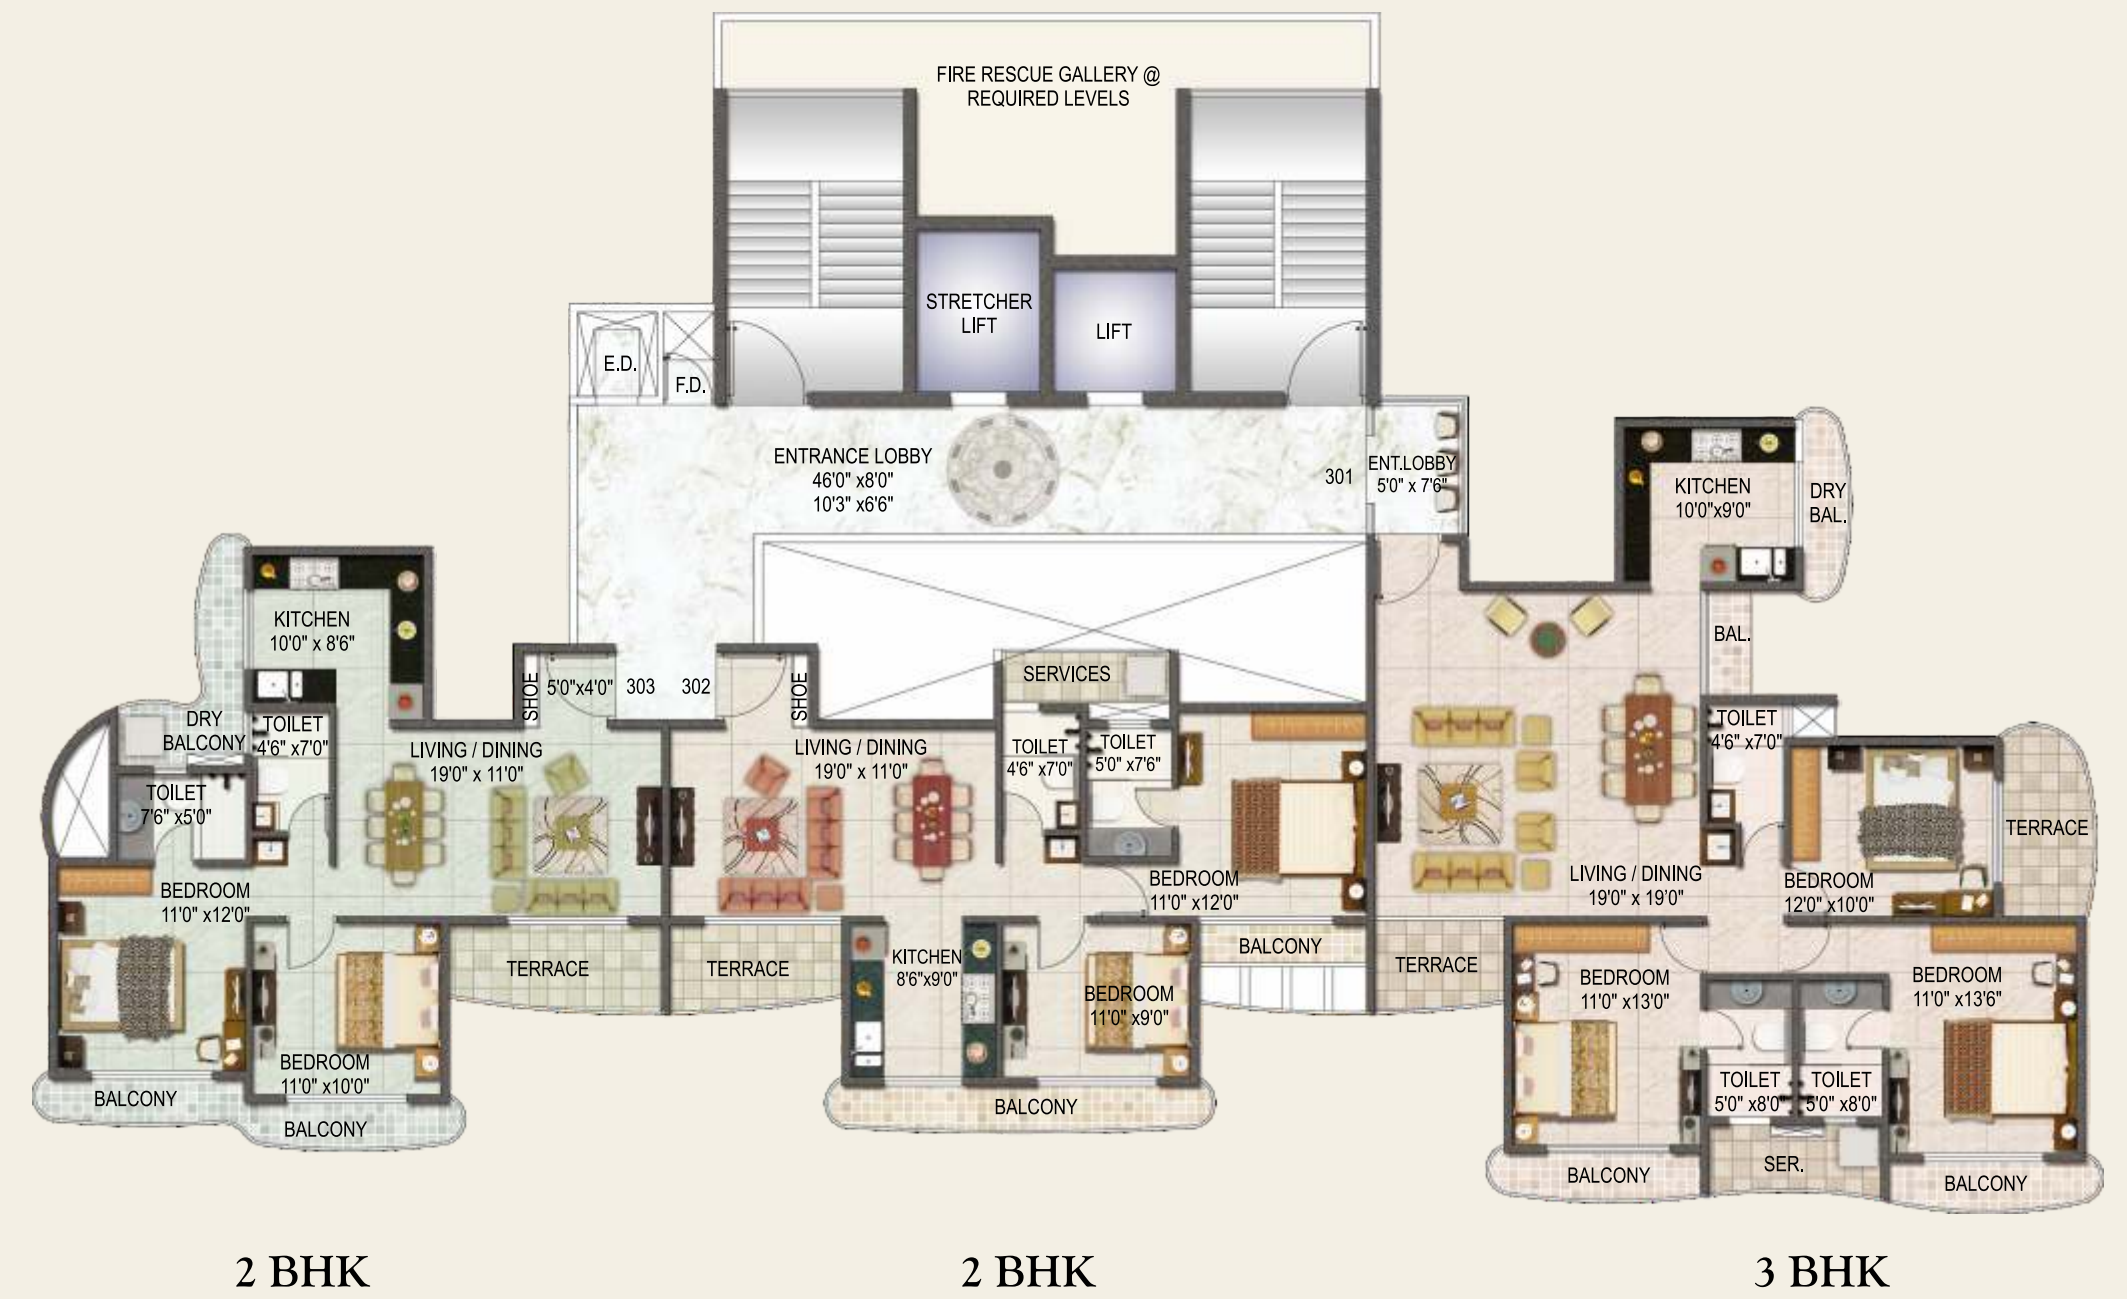 FIRE RESCUE GALLERY @
REQUIRED LEVELS
STRETCHER
LIFT
LIFT
E.D.
F.D.
ENTRANCE LOBBY
46'0" x8'0"
10'3" x6'6"
301
ENT.LOBBY
5'0" x 7'6"
KITCHEN
10'0"x9'0"
DRY
BAL.
BAL.
KITCHEN
10'0" x 8'6"
SHOE
5'0"x4'0"
303
302
SHOE
SERVICES
DRY
BALCONY
TOILET
4'6" x7'0"
LIVING / DINING
19'0" x 11'0"
LIVING / DINING
19'0" x 11'0"
TOILET
4'6" x7'0"
TOILET
5'0" x7'6"
TOILET
4'6" x7'0"
TOILET
7'6" x5'0"
TERRACE
BEDROOM
11'0" x12'0"
BEDROOM
11'0" x12'0"
LIVING / DINING
19'0" x 19'0"
BEDROOM
12'0" x10'0"
TERRACE
TERRACE
KITCHEN
8'6"x9'0"
BALCONY
TERRACE
BEDROOM
11'0" x13'0"
BEDROOM
11'0" x13'6"
BEDROOM
11'0" x9'0"
BEDROOM
11'0" x10'0"
TOILET
5'0" x8'0"
TOILET
5'0" x8'0"
BALCONY
BALCONY
BALCONY
BALCONY
SER.
BALCONY
2 BHK
2 BHK
3 BHK